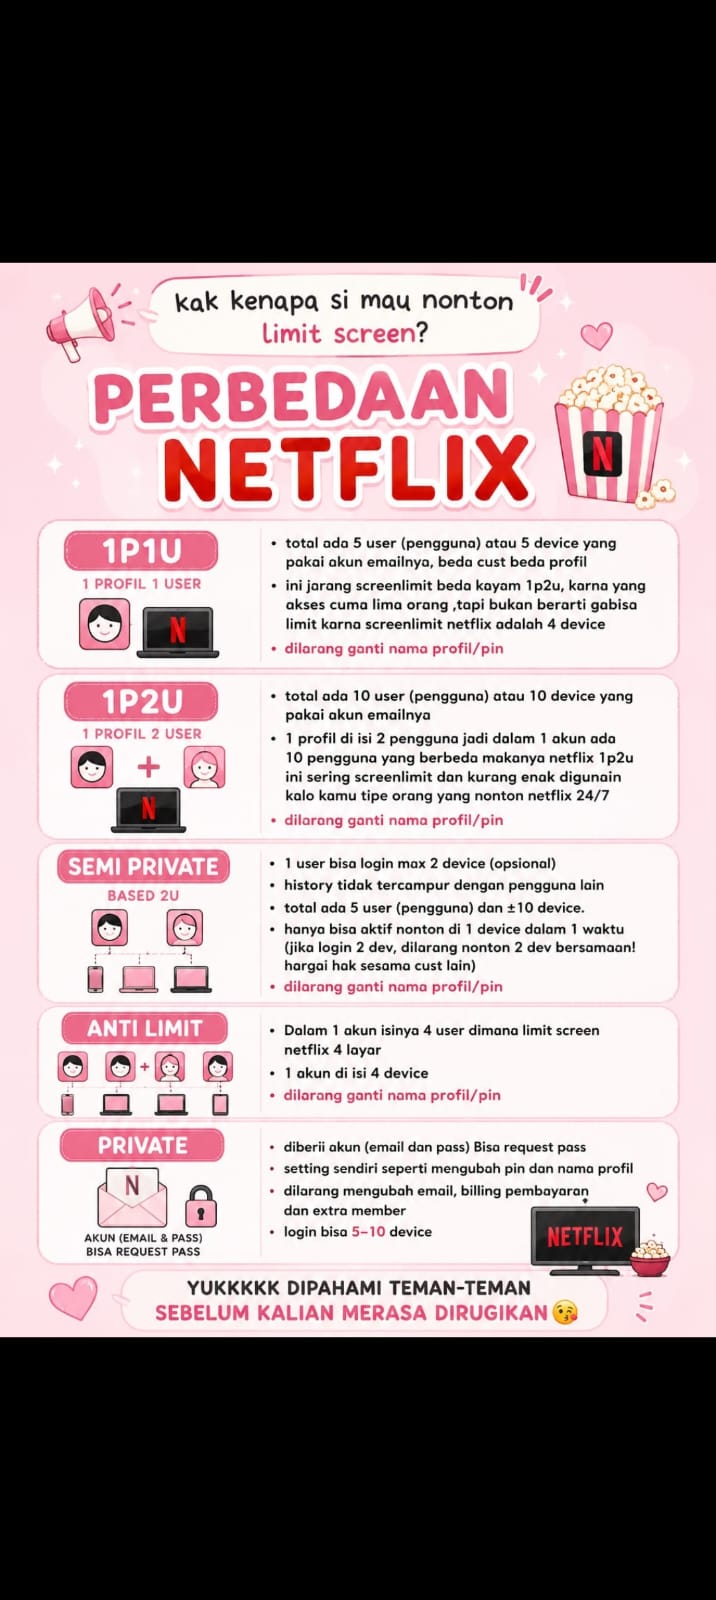 kak kenapa si mau nonton
limit screen?
PERBEDAAN
NETFLIX
N
1P1U
1 PROFIL 1 USER
N
• total ada 5 user (pengguna) atau 5 device yang
pakai akun emailnya, beda cust beda profil
• ini jarang screenlimit beda kayam 1p2u, karna yang
akses cuma lima orang ,tapi bukan berarti gabisa
limit karna screenlimit netflix adalah 4 device
• dilarang ganti nama profil/pin
1P2U
1 PROFIL 2 USER
+
N
• total ada 10 user (pengguna) atau 10 device yang
pakai akun emailnya
• 1 profil di isi 2 pengguna jadi dalam 1 akun ada
10 pengguna yang berbeda makanya netflix 1p2u
ini sering screenlimit dan kurang enak digunain
kalo kamu tipe orang yang nonton netflix 24/7
• dilarang ganti nama profil/pin
SEMI PRIVATE
BASED 2U
• 1 user bisa login max 2 device (opsional)
• history tidak tercampur dengan pengguna lain
• total ada 5 user (pengguna) dan ±10 device.
• hanya bisa aktif nonton di 1 device dalam 1 waktu
(jika login 2 dev, dilarang nonton 2 dev bersamaan!
hargai hak sesama cust lain)
• dilarang ganti nama profil/pin
ANTI LIMIT
+
• Dalam 1 akun isinya 4 user dimana limit screen
netflix 4 layar
• 1 akun di isi 4 device
• dilarang ganti nama profil/pin
PRIVATE
N
AKUN (EMAIL & PASS)
BISA REQUEST PASS
• diberii akun (email dan pass) Bisa request pass
• setting sendiri seperti mengubah pin dan nama profil
• dilarang mengubah email, billing pembayaran
dan extra member
• login bisa 5–10 device
NETFLIX
YUKKKKK DIPAHAMI TEMAN-TEMAN
SEBELUM KALIAN MERASA DIRUGIKAN😘